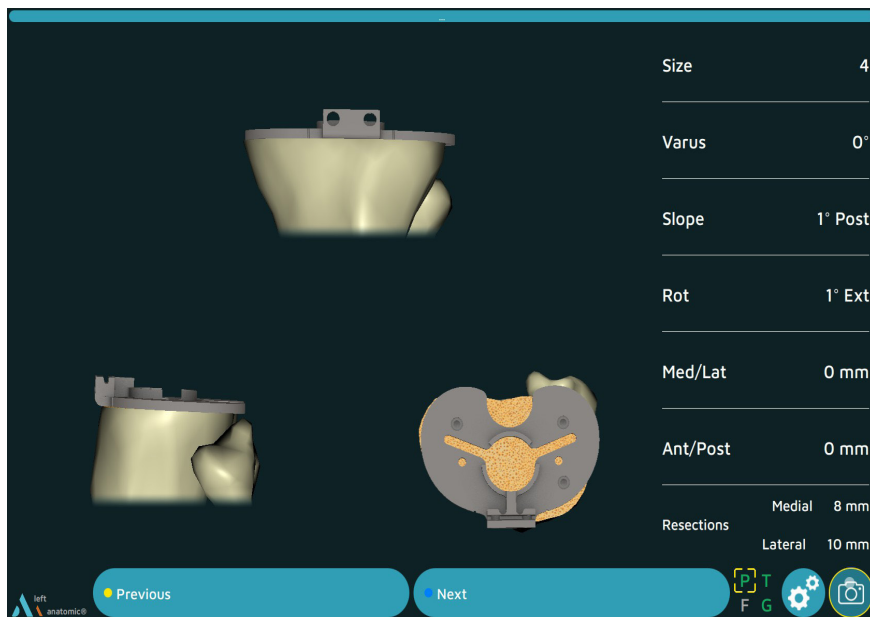 Size 4
Varus 0°
Slope 1° Post
Rot 1° Ext
Med/Lat 0 mm
Ant/Post 0 mm
Resections
Medial 8 mm
Lateral 10 mm
left
anatomic®
Previous
Next
P T
F G